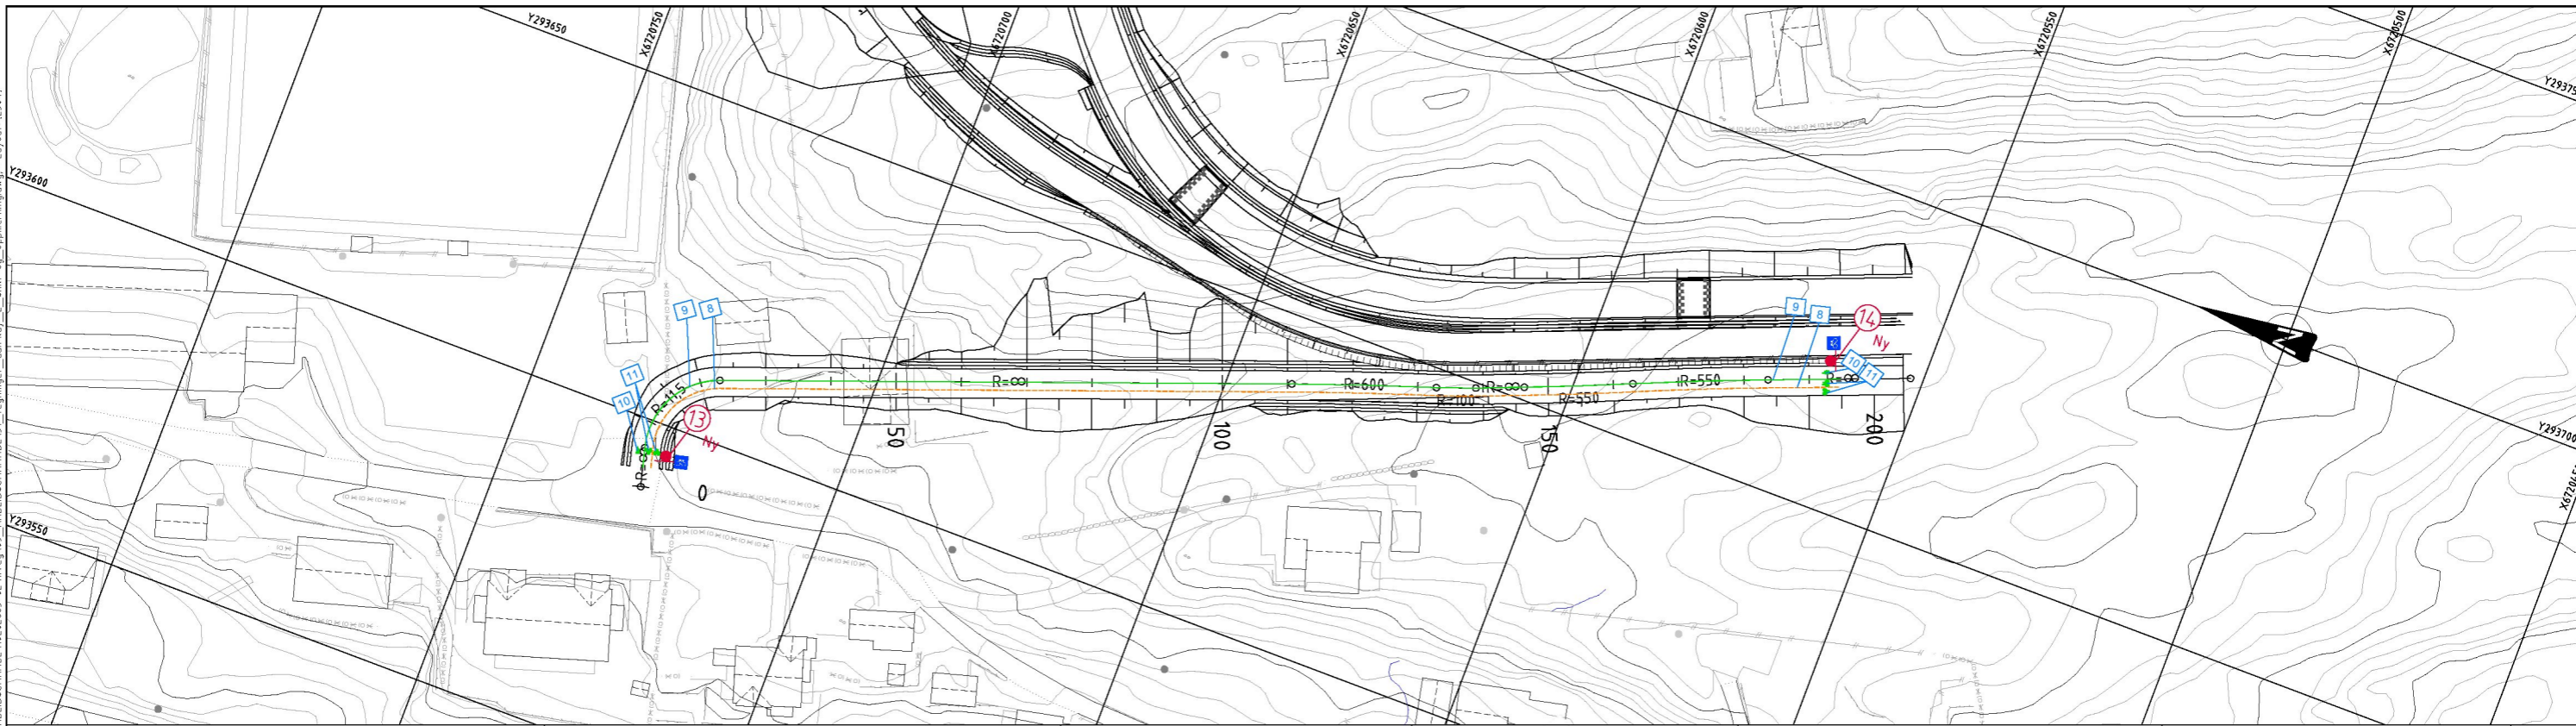 Y293650
X6720750
X6720700
X6720650
X6720600
X6720550
X6720500
Y293600
Y293700
Y293550
9
8
11
10
R=11,5
13
Ny
R=∞
0
R=∞
50
100
R=600
R=100
R=∞
150
R=550
R=550
9
8
14
Ny
10
11
R=∞
200
N